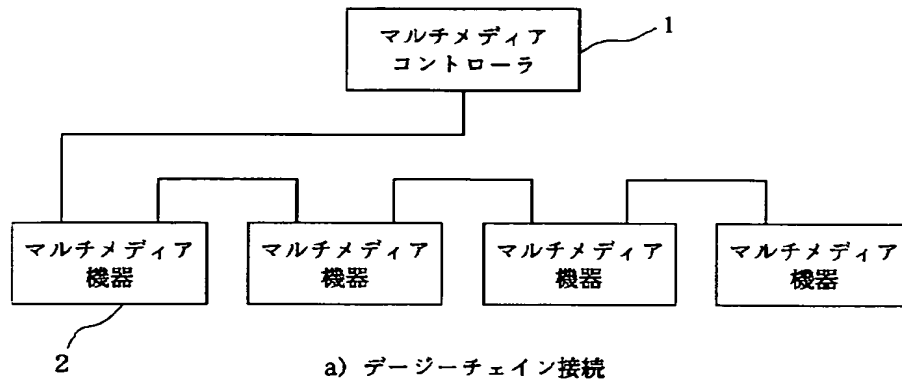 マルチメディア
コントローラ
1
マルチメディア
機器
マルチメディア
機器
マルチメディア
機器
マルチメディア
機器
2
a) デージーチェイン接続